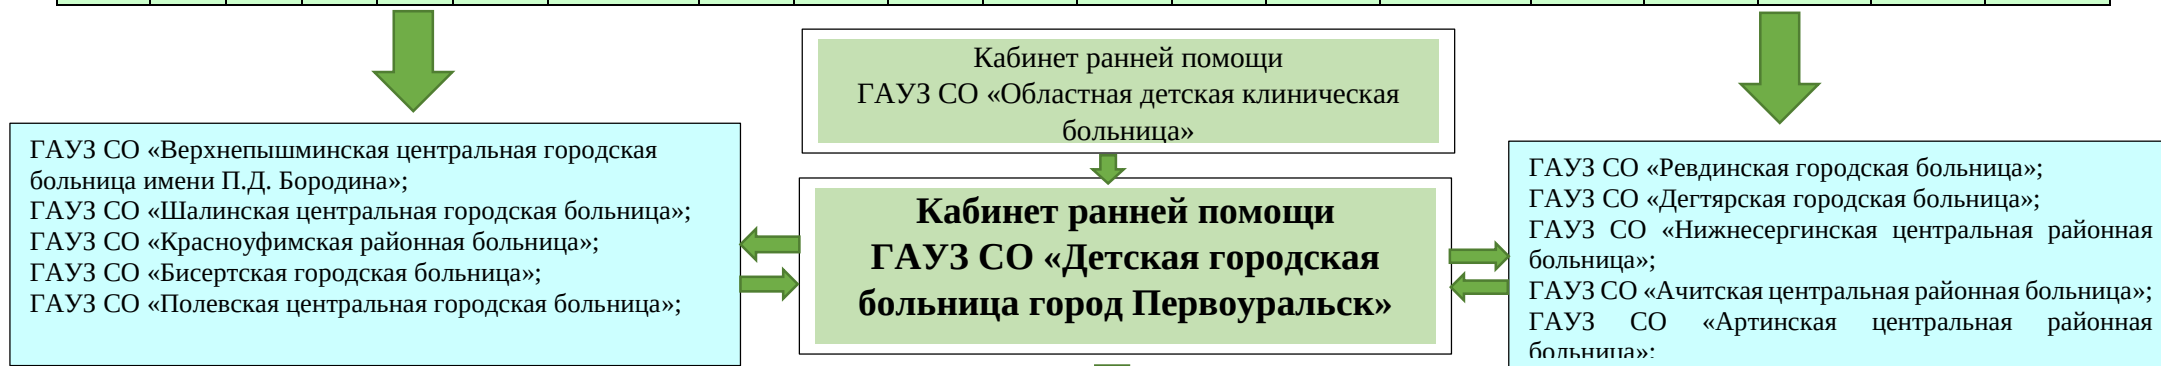 Кабинет ранней помощи
ГАУЗ СО «Областная детская клиническая
больница»
ГАУЗ СО «Верхнепышминская центральная городская
больница имени П.Д. Бородина»;
ГАУЗ СО «Шалинская центральная городская больница»;
ГАУЗ СО «Красноуфимская районная больница»;
ГАУЗ СО «Бисертская городская больница»;
ГАУЗ СО «Полевская центральная городская больница»;
Кабинет ранней помощи
ГАУЗ СО «Детская городская
больница город Первоуральск»
ГАУЗ СО «Ревдинская городская больница»;
ГАУЗ СО «Дегтярская городская больница»;
ГАУЗ СО «Нижнесергинская центральная районная
больница»;
ГАУЗ СО «Ачитская центральная районная больница»;
ГАУЗ СО «Артинская центральная районная
больница»;